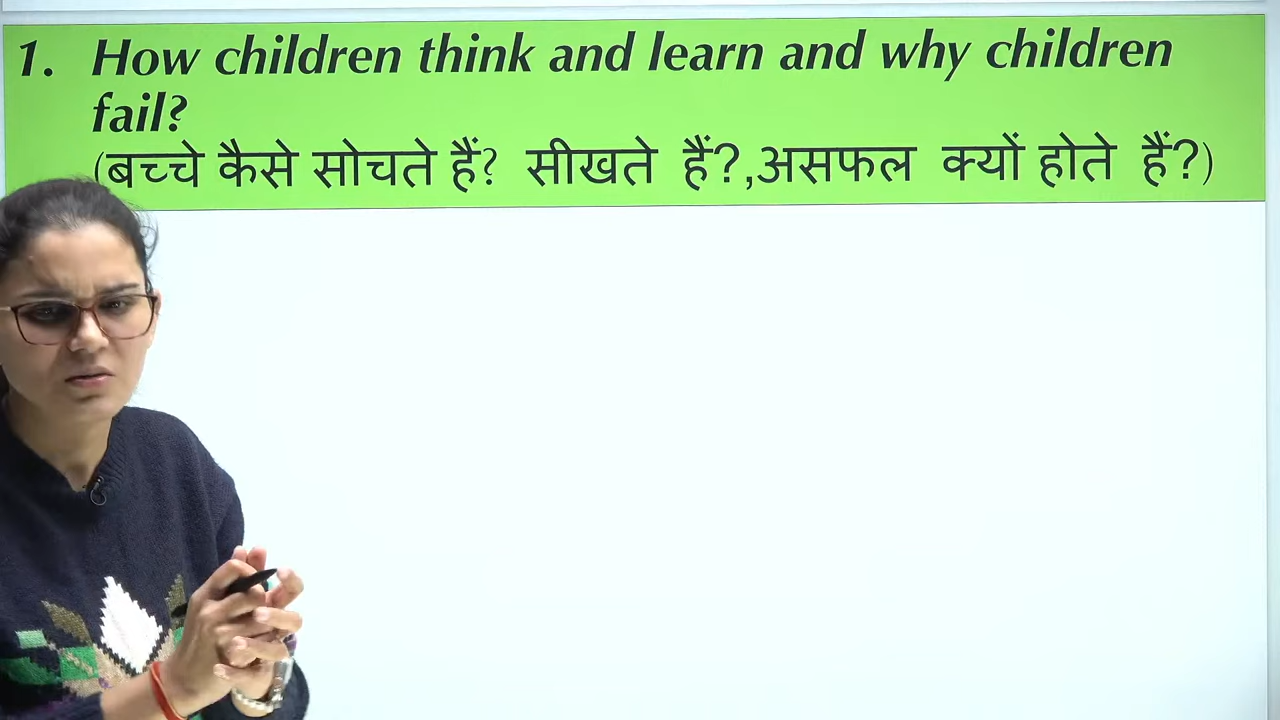 1. How children think and learn and why children
fail?
(बच्चे कैसे सोचते हैं? सीखते हैं?,असफल क्यों होते हैं?)